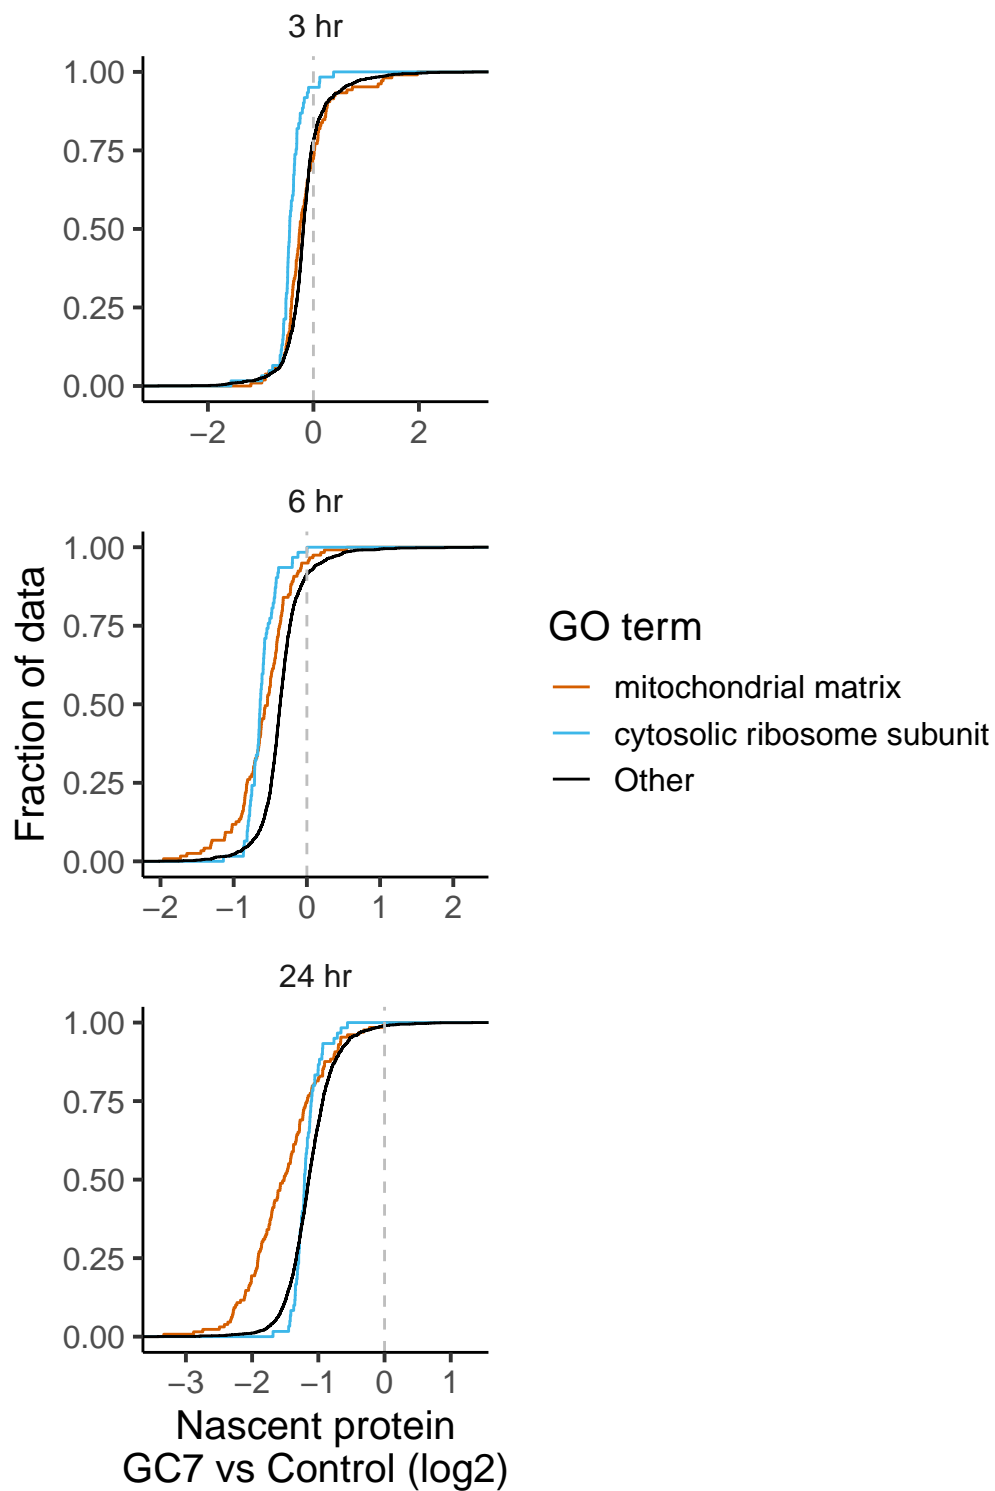 3 hr
1.00
0.75
0.50
0.25
0.00
−2 0 2
6 hr
1.00
0.75
0.50
0.25
0.00
−2 −1 0 1 2
24 hr
1.00
0.75
0.50
0.25
0.00
−3 −2 −1 0 1
Fraction of data
Nascent protein
GC7 vs Control (log2)
GO term
mitochondrial matrix
cytosolic ribosome subunit
Other